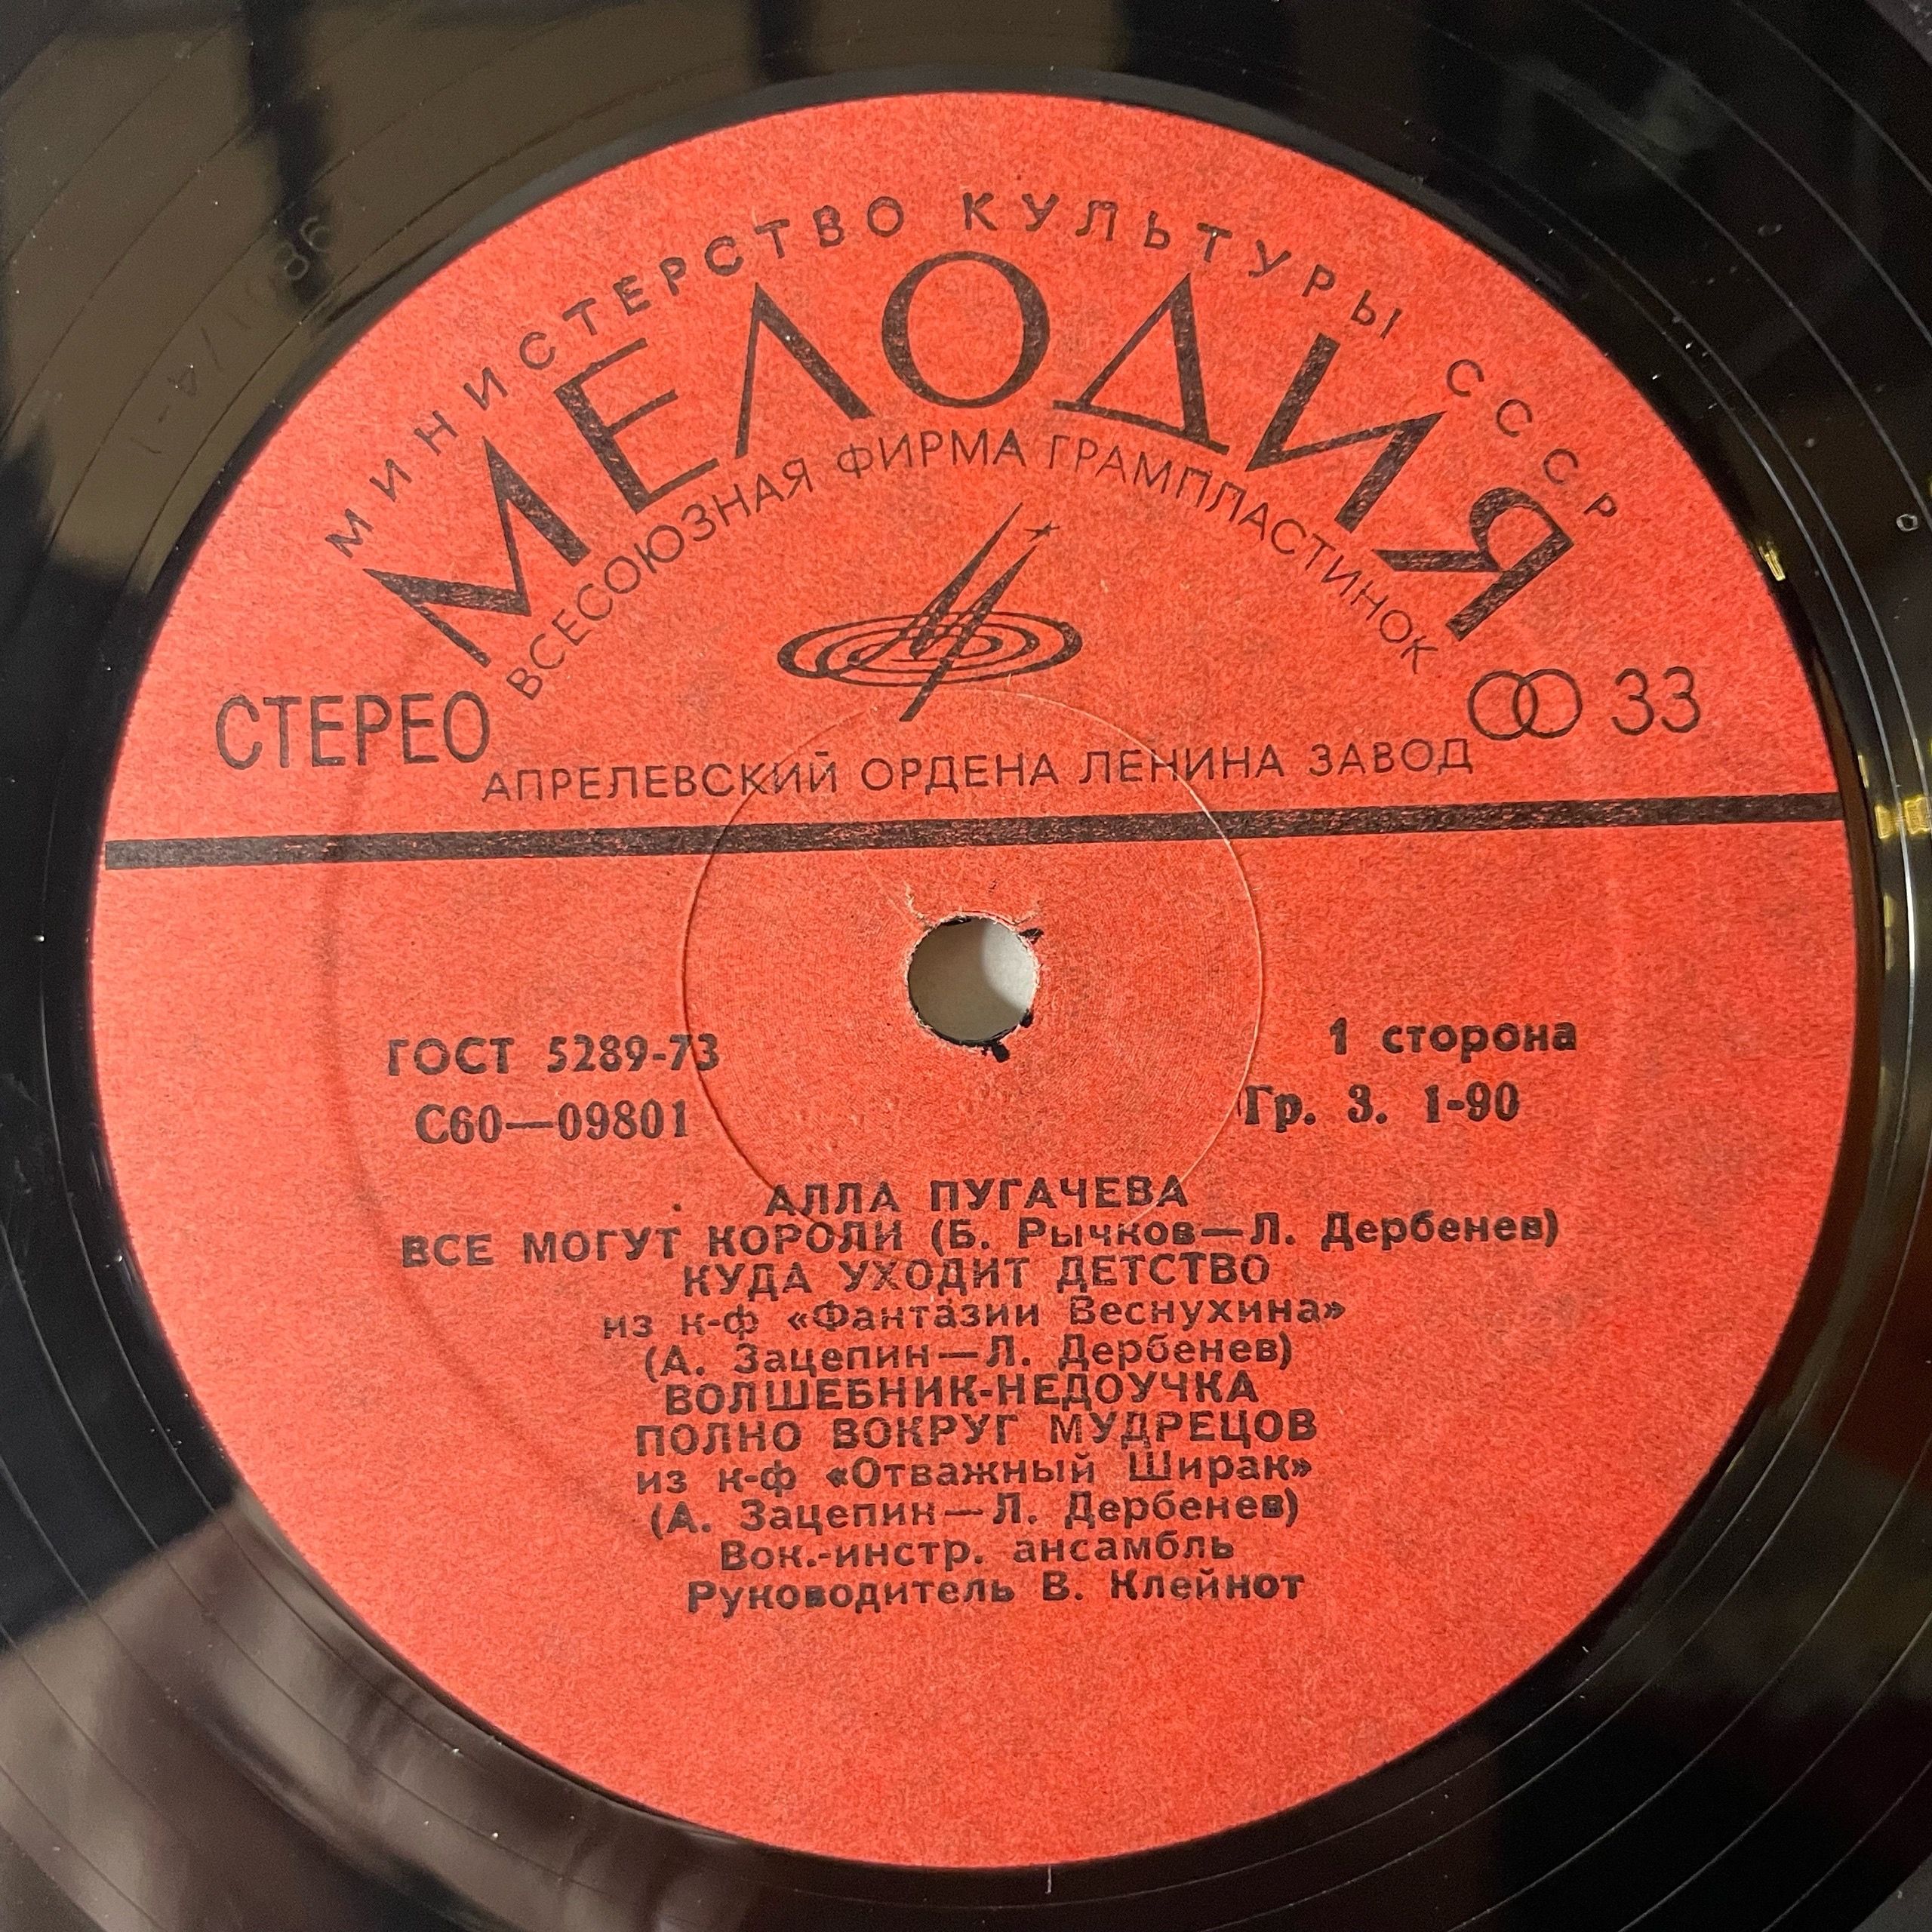 МИНИСТЕРСТВО КУЛЬТУРЫ СССР
МЕЛОДИЯ
ВСЕСОЮЗНАЯ ФИРМА ГРАМПЛАСТИНОК
СТЕРЕО
33
АПРЕЛЕВСКИЙ ОРДЕНА ЛЕНИНА ЗАВОД
ГОСТ 5289-73
1 сторона
С60—09801
Гр. 3. 1-90
АЛЛА ПУГАЧЕВА
ВСЕ МОГУТ КОРОЛИ (Б. Рычков—Л. Дербенев)
КУДА УХОДИТ ДЕТСТВО
из к-ф «Фантазии Веснухина»
(А. Зацепин—Л. Дербенев)
ВОЛШЕБНИК-НЕДОУЧКА
ПОЛНО ВОКРУГ МУДРЕЦОВ
из к-ф «Отважный Ширак»
(А. Зацепин—Л. Дербенев)
Вок.-инстр. ансамбль
Руководитель В. Клейнот